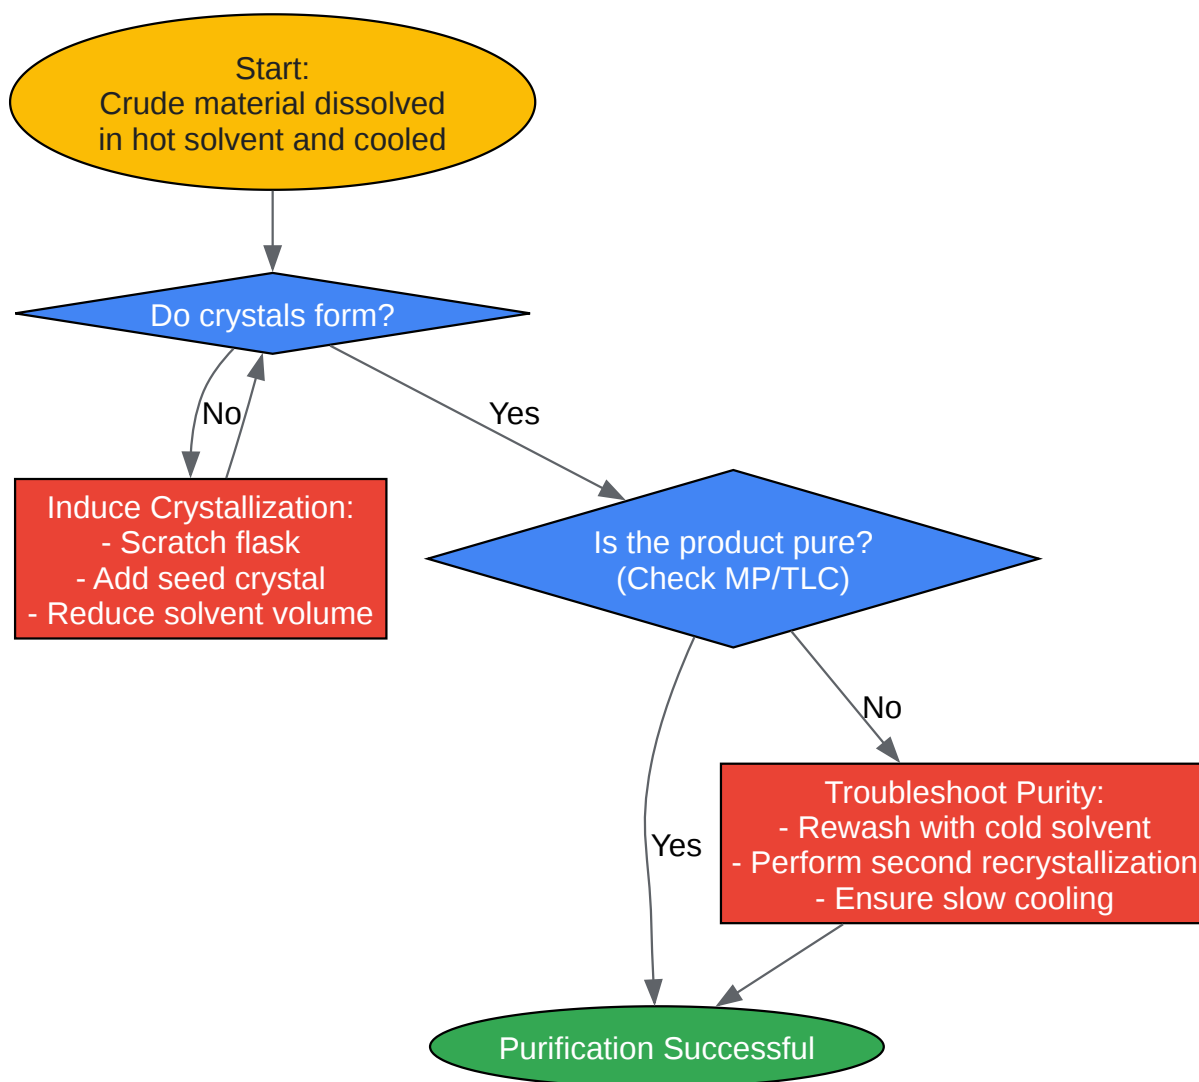 Start:
Crude material dissolved
in hot solvent and cooled
Do crystals form?
No
Yes
Induce Crystallization:
- Scratch flask
- Add seed crystal
- Reduce solvent volume
Is the product pure?
(Check MP/TLC)
No
Yes
Troubleshoot Purity:
- Rewash with cold solvent
- Perform second recrystallization
- Ensure slow cooling
Purification Successful